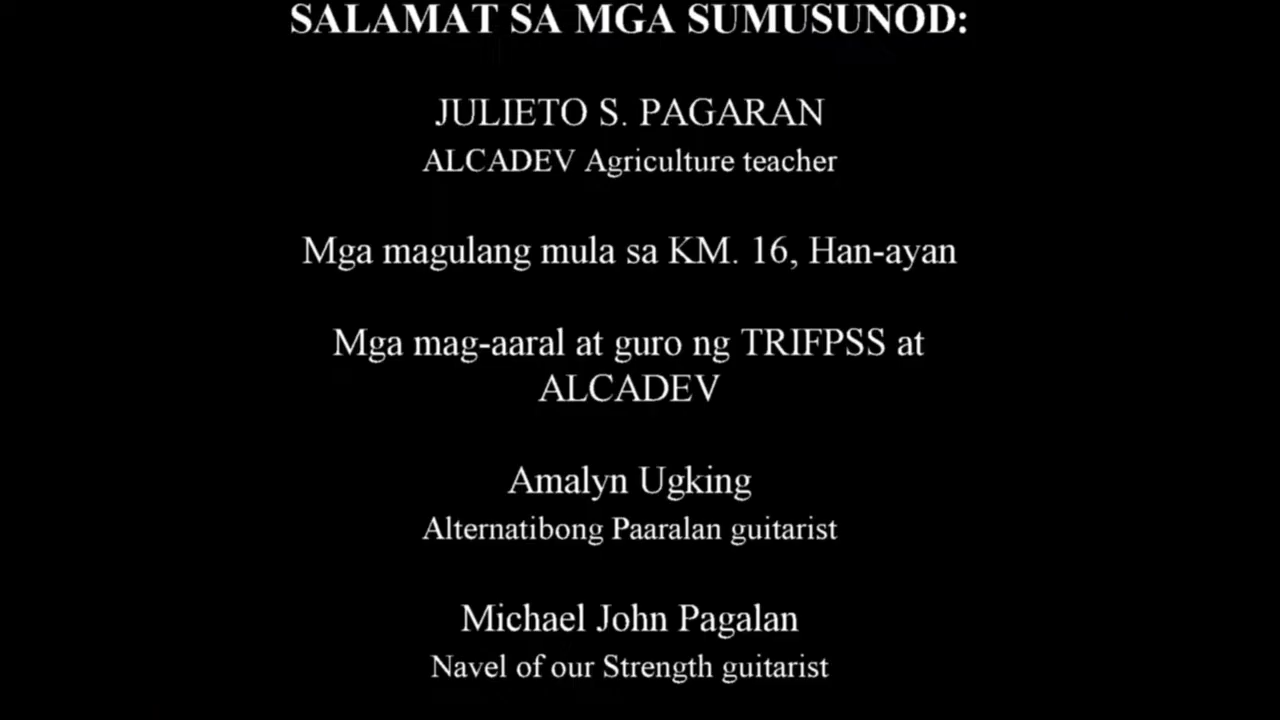 SALAMAT SA MGA SUMUSUNOD:
JULIETO S. PAGARAN
ALCADEV Agriculture teacher
Mga magulang mula sa KM. 16, Han-ayan
Mga mag-aaral at guro ng TRIFPSS at
ALCADEV
Amalyn Ugking
Alternatibong Paaralan guitarist
Michael John Pagalan
Navel of our Strength guitarist